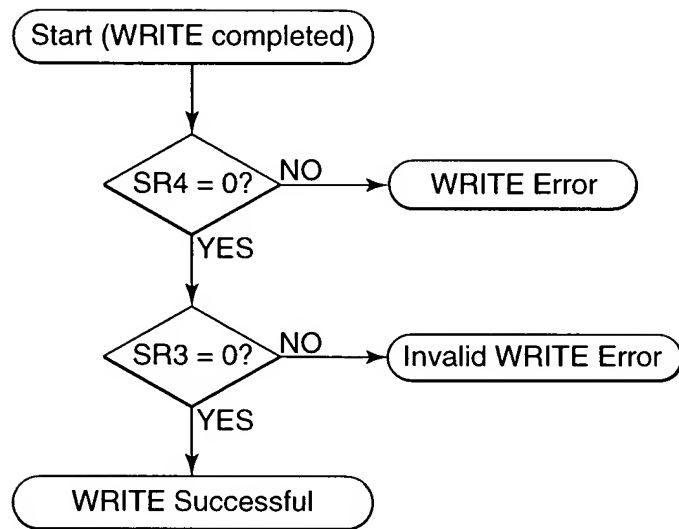 Start (WRITE completed)
SR4 = 0?
NO
WRITE Error
YES
SR3 = 0?
NO
Invalid WRITE Error
YES
WRITE Successful